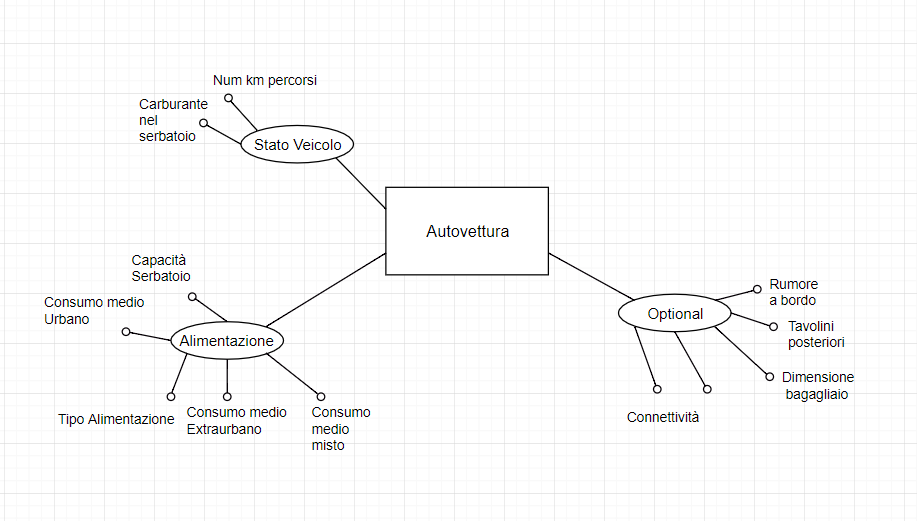 Num km percorsi
Carburante
nel
serbatoio
Stato Veicolo
Autovettura
Capacità
Serbatoio
Consumo medio
Urbano
Alimentazione
Tipo Alimentazione
Consumo medio
Extraurbano
Consumo
medio
misto
Rumore
a bordo
Optional
Tavolini
posteriori
Dimensione
bagagliaio
Connettività